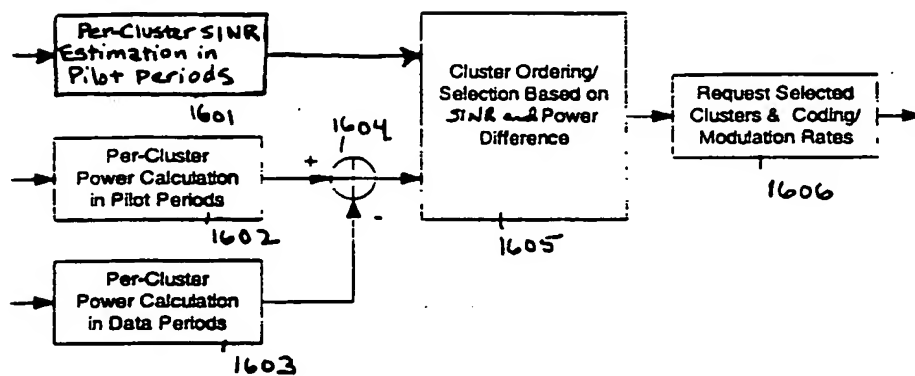 Per-Cluster SINR
Estimation in
Pilot Periods
1601
Per-Cluster
Power Calculation
in Pilot Periods
1602
Per-Cluster
Power Calculation
in Data Periods
1603
1604
+
-
Cluster Ordering/
Selection Based on
SINR and Power
Difference
1605
Request Selected
Clusters & Coding/
Modulation Rates
1606